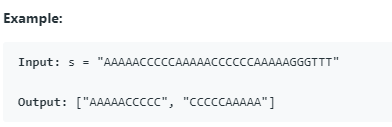 Example:
Input: s = "AAAAACCCCCAAAAACCCCCCAAAAAGGGTTT"
Output: ["AAAAACCCCC", "CCCCCAAAAA"]